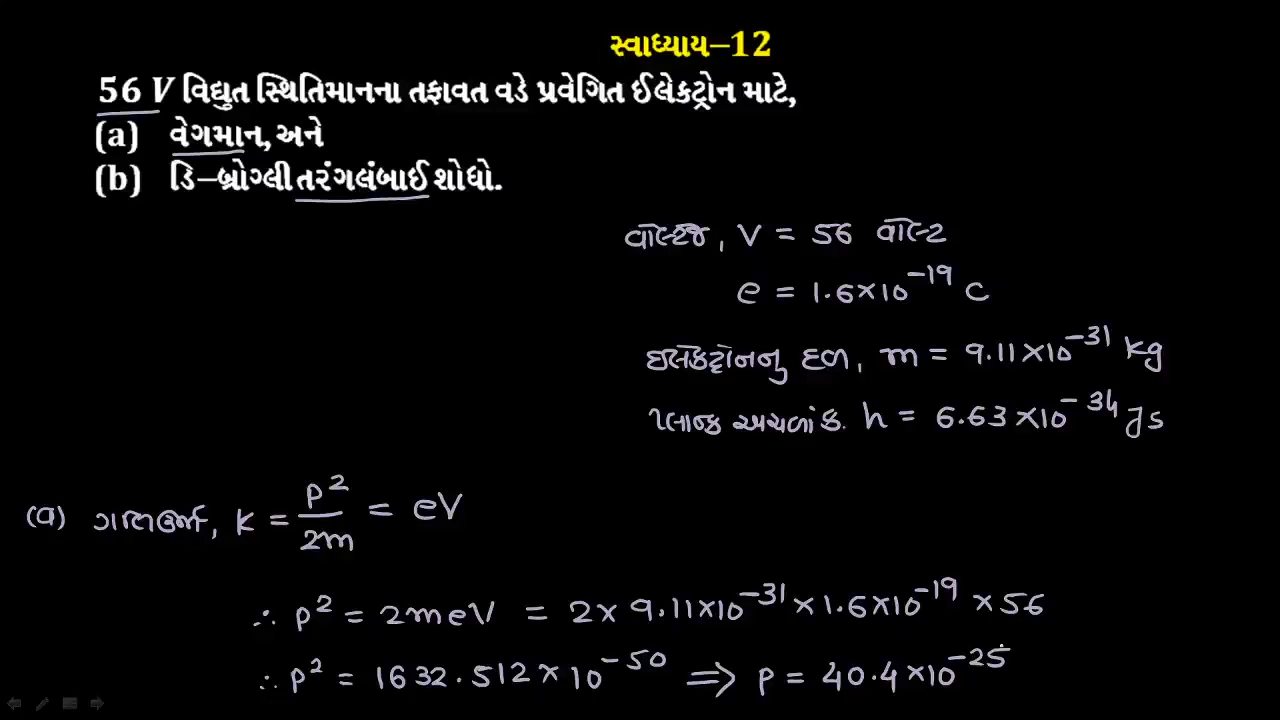 સ્વાધ્યાય–12
56 V વિદ્યુત સ્થિતિમાનના તફાવત વડે પ્રવેગિત ઈલેકટ્રોન માટે,
(a) વેગમાન, અને
(b) ડિ–બ્રોગ્લી તરંગલંબાઈ શોધો.
વોલ્ટેજ, V = 56 વોલ્ટ
e = 1.6×10⁻¹⁹ C
ઇલેક્ટ્રોનનુ દળ, m = 9.11×10⁻³¹ kg
પ્લાન્ક અચળાંક. h = 6.63×10⁻³⁴ Js
(a) ગતિઊર્જા, K = p²/2m = eV
∴ p² = 2meV = 2× 9.11×10⁻³¹ × 1.6×10⁻¹⁹ × 56
∴ p² = 1632.512 × 10⁻⁵⁰ ⟹ p = 40.4×10⁻²⁵